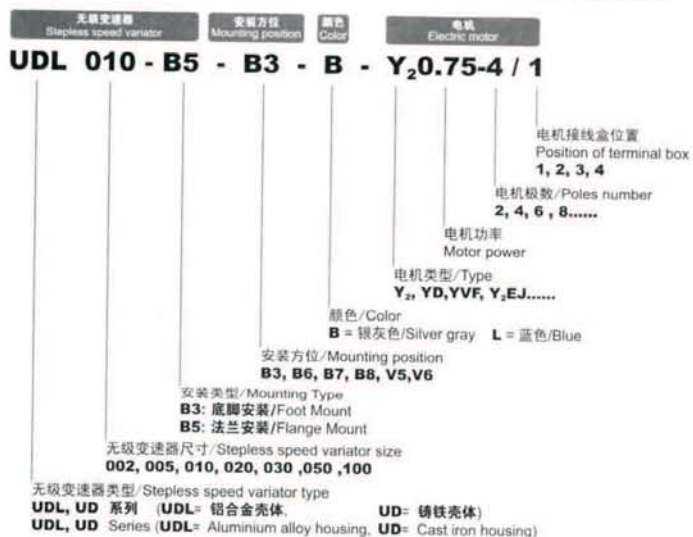 无级变速器
Stepless speed variator
安装方位
Mounting position
颜色
Color
电机
Electric motor
UDL 010 - B5 - B3 - B - Y₂0.75-4 / 1
电机接线盒位置
Position of terminal box
1, 2, 3, 4
电机极数/Poles number
2, 4, 6 , 8......
电机功率
Motor power
电机类型/Type
Y₂, YD,YVF, Y₂EJ......
颜色/Color
B = 银灰色/Silver gray L = 蓝色/Blue
安装方位/Mounting position
B3, B6, B7, B8, V5,V6
安装类型/Mounting Type
B3: 底脚安装/Foot Mount
B5: 法兰安装/Flange Mount
无级变速器尺寸/Stepless speed variator size
002, 005, 010, 020, 030 ,050 ,100
无级变速器类型/Stepless speed variator type
UDL, UD 系列 (UDL= 铝合金壳体, UD= 铸铁壳体)
UDL, UD Series (UDL= Aluminium alloy housing, UD= Cast iron housing)